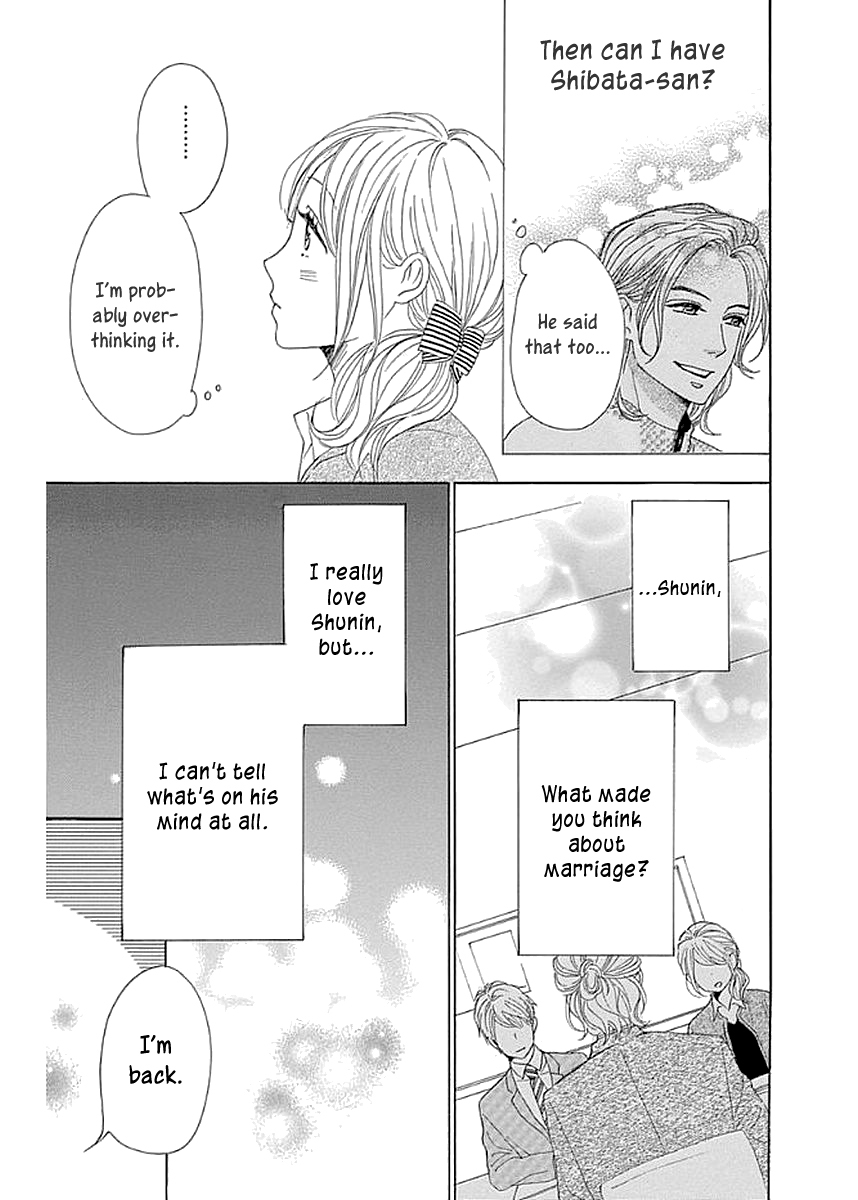 Then can I have
Shibata-san?
He said
that too...
.........
I'm prob-
ably over-
thinking it.
...Shunin,
What made
you think
about
marriage?
I really
love
Shunin,
but...
I can't tell
what's on his
mind at all.
I'm
back.